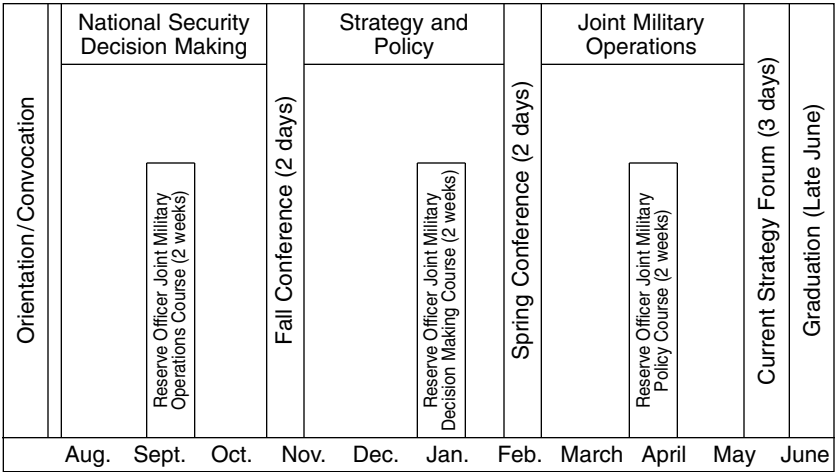 Orientation/Convocation
National Security
Decision Making
Reserve Officer Joint Military
Operations Course (2 weeks)
Fall Conference (2 days)
Strategy and
Policy
Reserve Officer Joint Military
Decision Making Course (2 weeks)
Spring Conference (2 days)
Joint Military
Operations
Reserve Officer Joint Military
Policy Course (2 weeks)
Current Strategy Forum (3 days)
Graduation (Late June)
Aug. Sept. Oct. Nov. Dec. Jan. Feb. March April May June